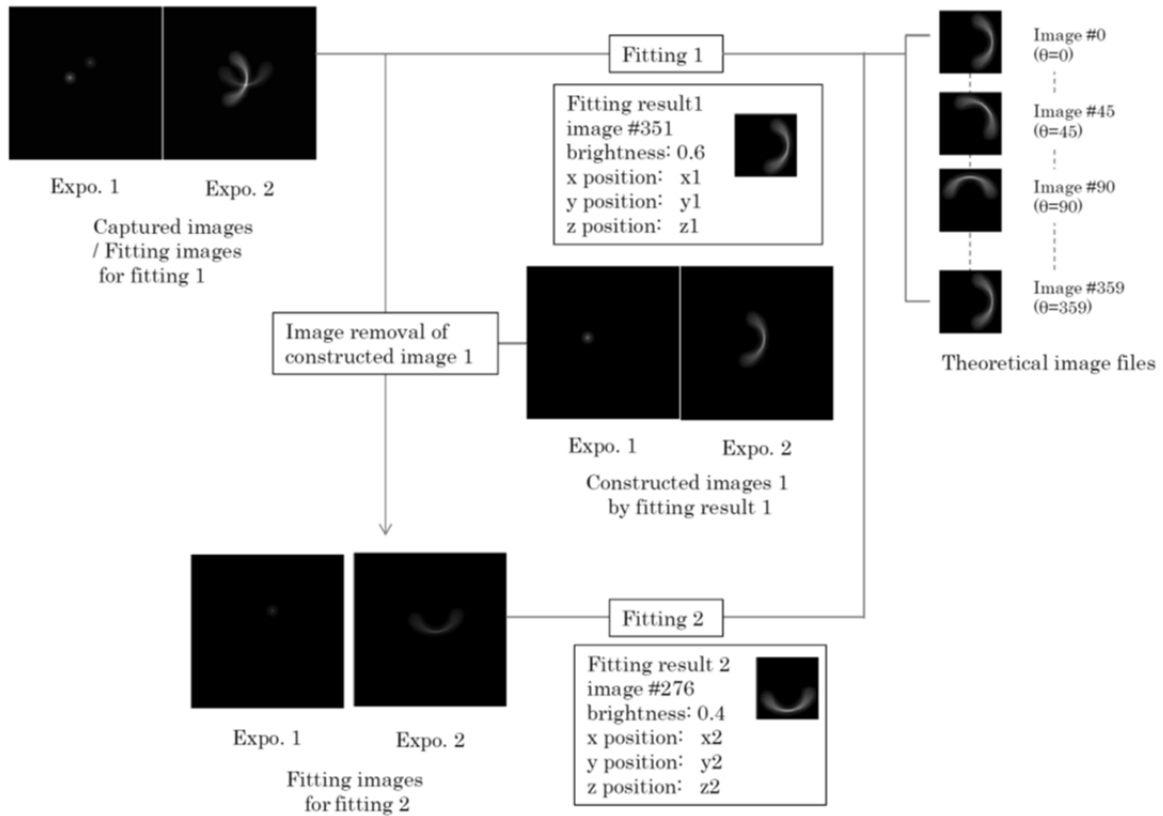 Expo. 1
Expo. 2
Captured images
/ Fitting images
for fitting 1
Fitting 1
Fitting result1
image #351
brightness: 0.6
x position: x1
y position: y1
z position: z1
Image #0
(θ=0)
Image #45
(θ=45)
Image #90
(θ=90)
Image #359
(θ=359)
Theoretical image files
Image removal of
constructed image 1
Expo. 1
Expo. 2
Constructed images 1
by fitting result 1
Expo. 1
Expo. 2
Fitting images
for fitting 2
Fitting 2
Fitting result 2
image #276
brightness: 0.4
x position: x2
y position: y2
z position: z2